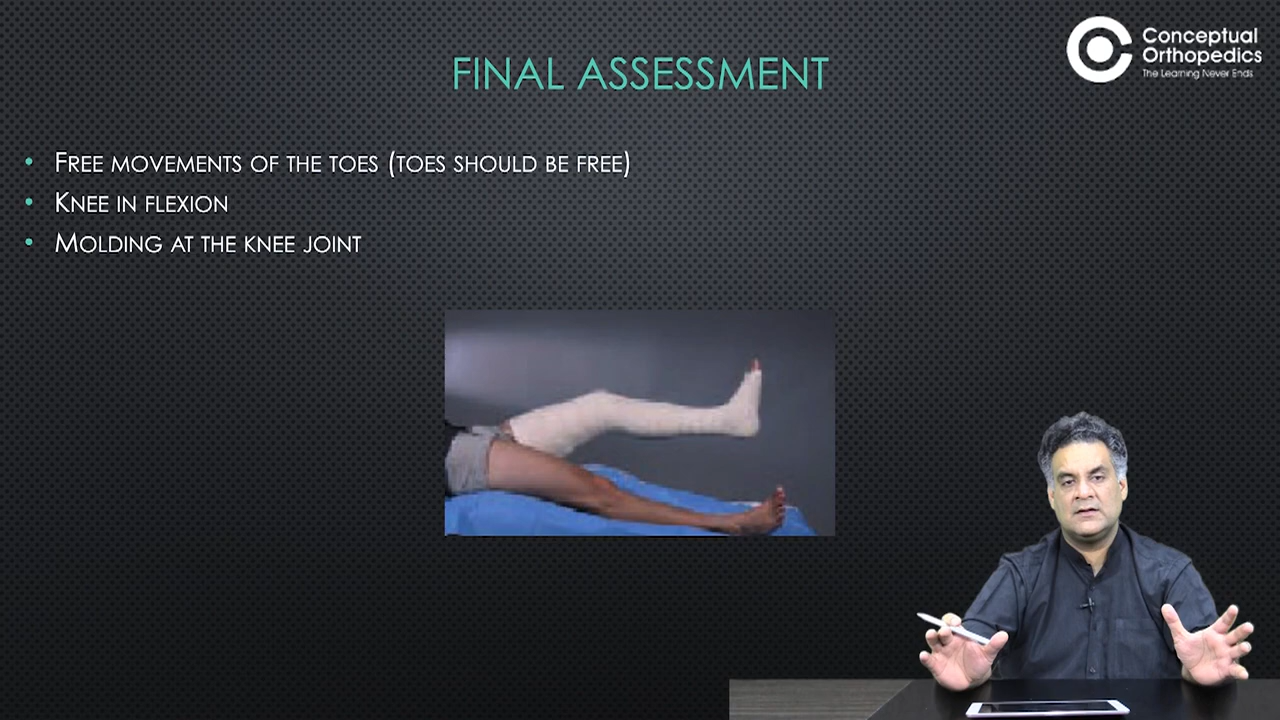 Conceptual
Orthopedics
The Learning Never Ends
FINAL ASSESSMENT
• FREE MOVEMENTS OF THE TOES (TOES SHOULD BE FREE)
• KNEE IN FLEXION
• MOLDING AT THE KNEE JOINT